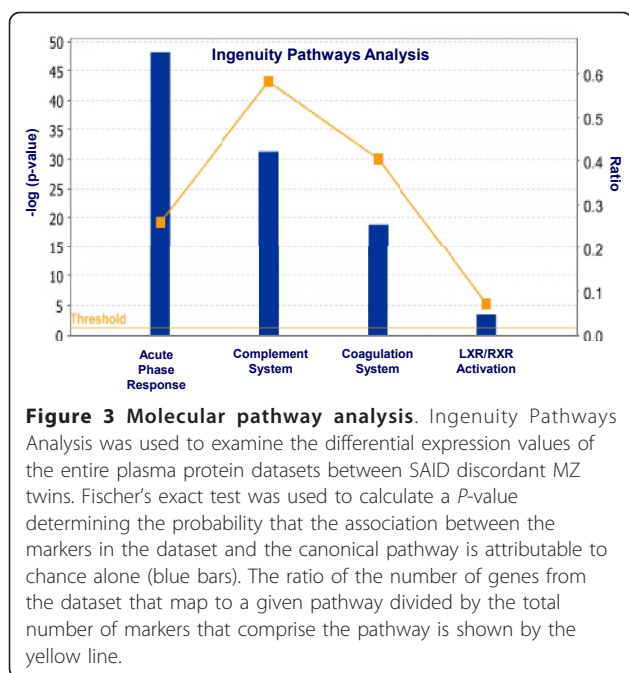 Ingenuity Pathways Analysis
50
45
40
35
30
25
20
15
10
5
0
-log (p-value)
0.6
0.5
0.4
0.3
0.2
0.1
0.0
Ratio
Threshold
Acute
Phase
Response
Complement
System
Coagulation
System
LXR/RXR
Activation
Figure 3 Molecular pathway analysis. Ingenuity Pathways
Analysis was used to examine the differential expression values of
the entire plasma protein datasets between SAID discordant MZ
twins. Fischer's exact test was used to calculate a P-value
determining the probability that the association between the
markers in the dataset and the canonical pathway is attributable to
chance alone (blue bars). The ratio of the number of genes from
the dataset that map to a given pathway divided by the total
number of markers that comprise the pathway is shown by the
yellow line.